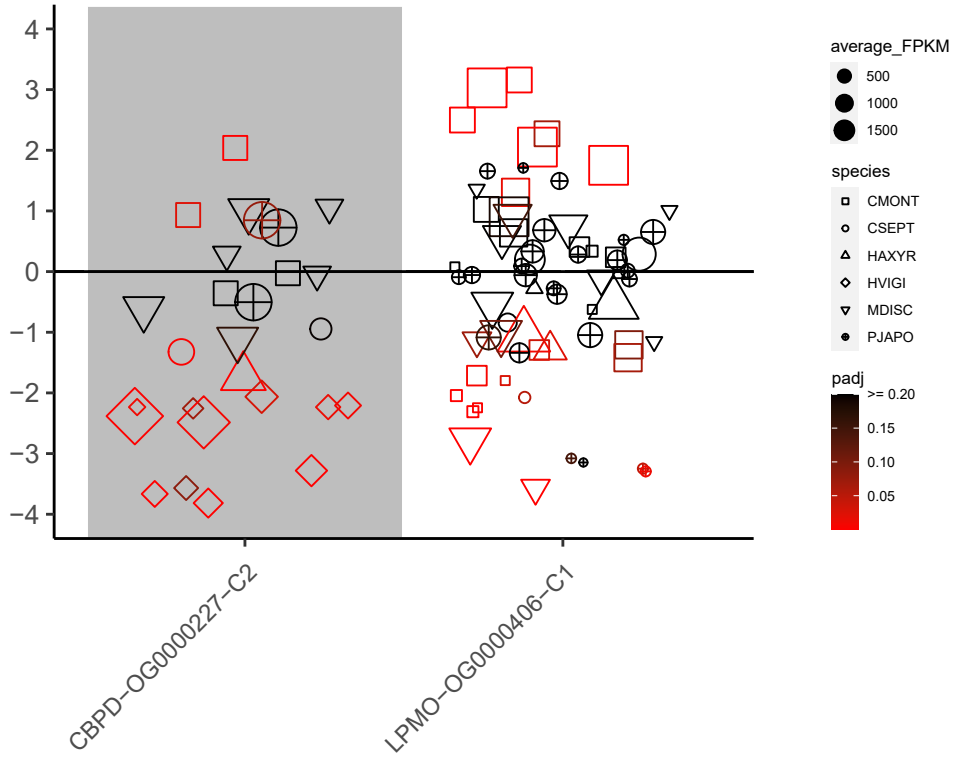 4
3
2
1
0
−1
−2
−3
−4
CBPD−OG0000227−C2
LPMO−OG0000406−C1
average_FPKM
500
1000
1500
species
CMONT
CSEPT
HAXYR
HVIGI
MDISC
PJAPO
padj
>= 0.20
0.15
0.10
0.05